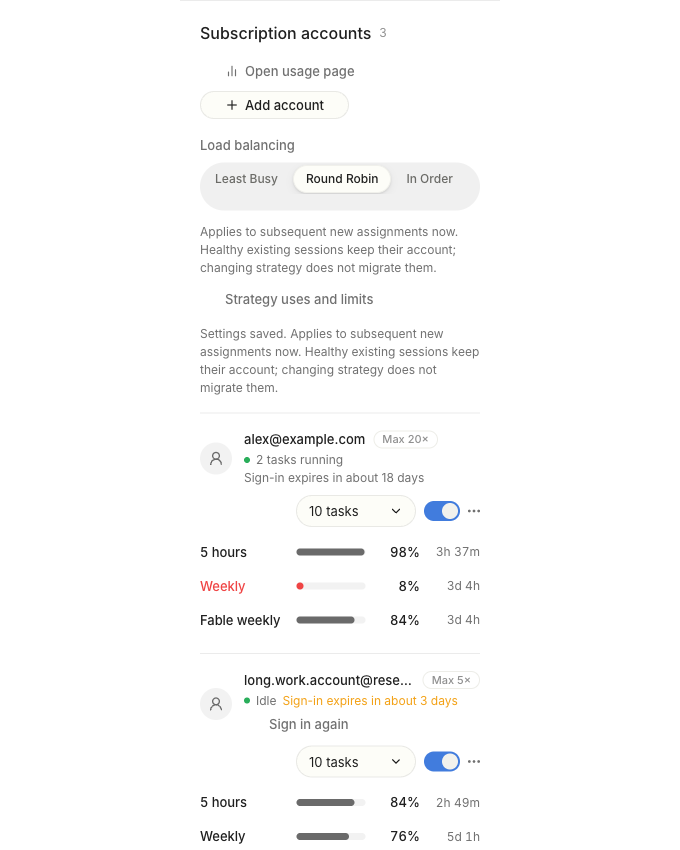 Subscription accounts 3
Open usage page
+ Add account
Load balancing
Least Busy Round Robin In Order
Applies to subsequent new assignments now.
Healthy existing sessions keep their account;
changing strategy does not migrate them.
Strategy uses and limits
Settings saved. Applies to subsequent new
assignments now. Healthy existing sessions keep
their account; changing strategy does not
migrate them.
alex@example.com Max 20×
2 tasks running
Sign-in expires in about 18 days
10 tasks
5 hours 98% 3h 37m
Weekly 8% 3d 4h
Fable weekly 84% 3d 4h
long.work.account@rese... Max 5×
Idle Sign-in expires in about 3 days
Sign in again
10 tasks
5 hours 84% 2h 49m
Weekly 76% 5d 1h